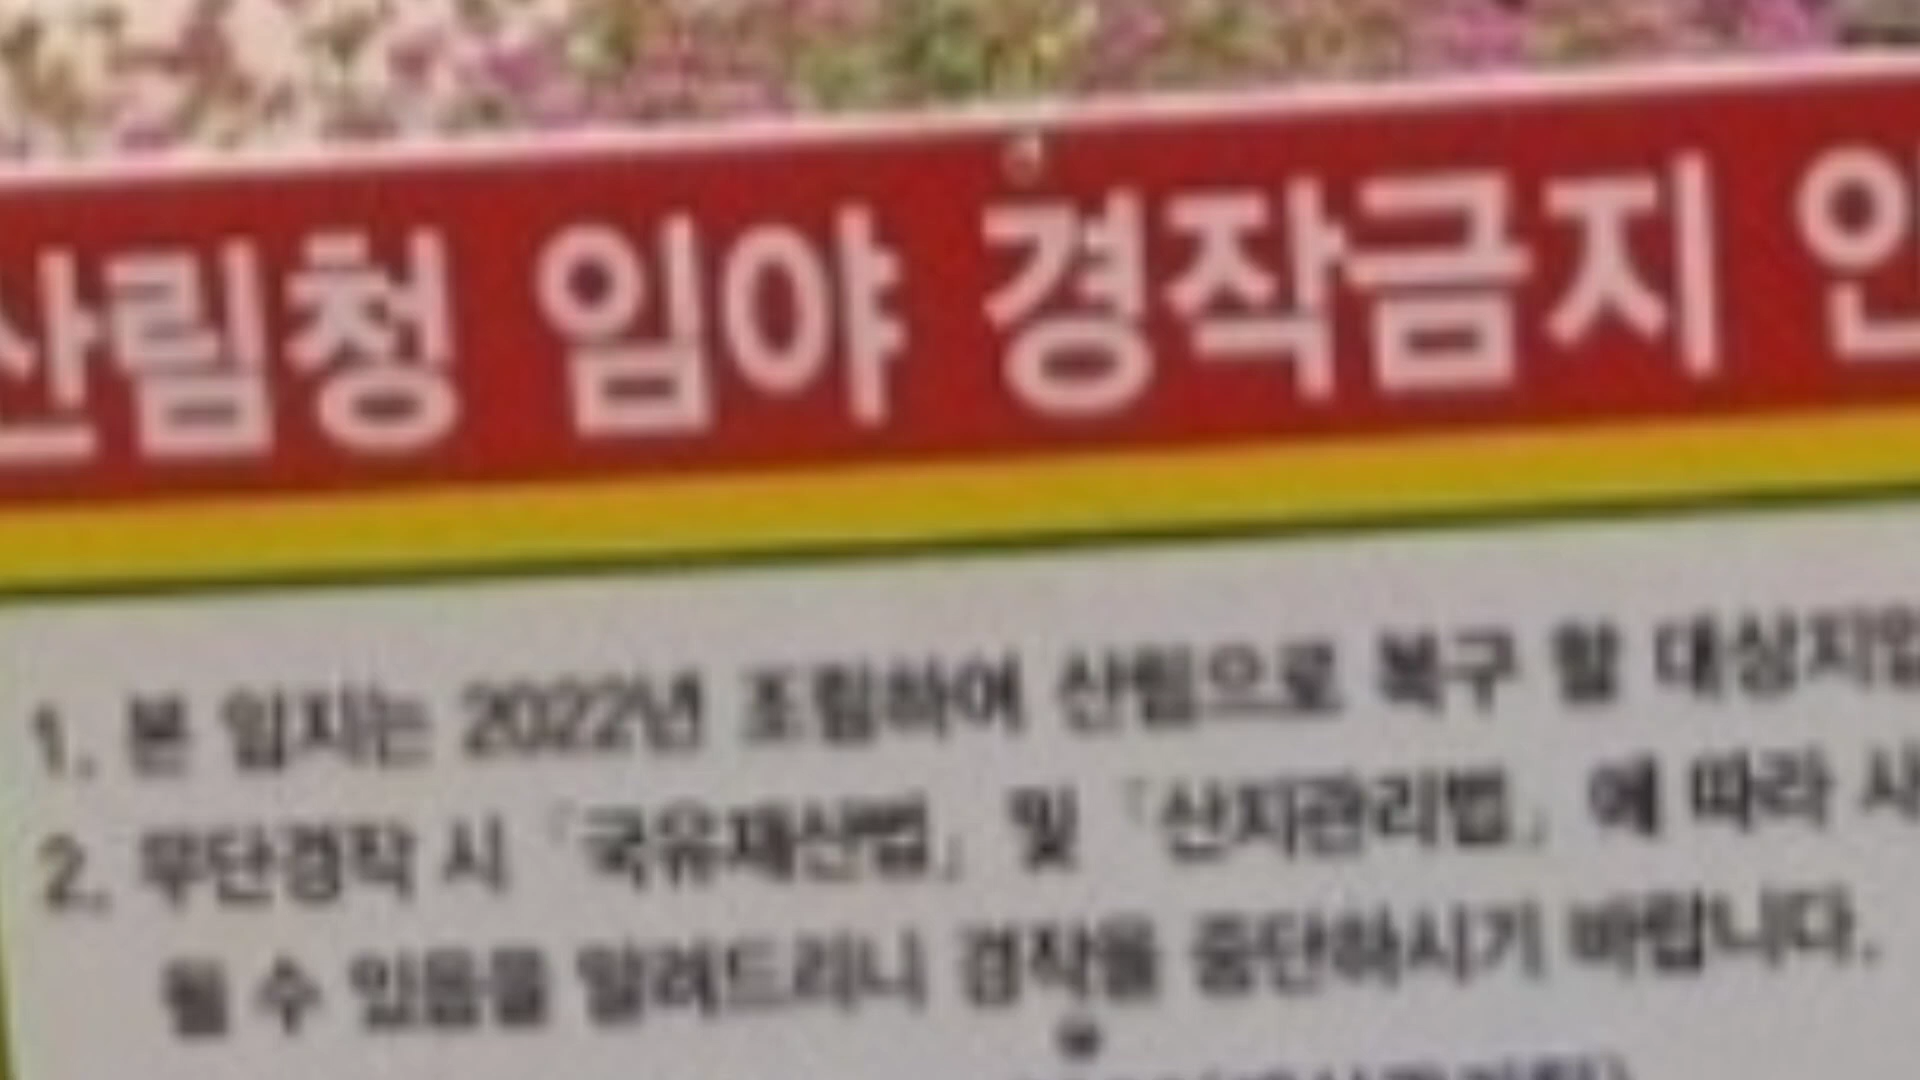 산림청 임야 경작금지 안
1. 본 임지는 2022년 조림하여 산림으로 복구 할 대상지입
2. 무단경작 시 「국유재산법」 및 「산지관리법」에 따라 사
될 수 있음을 알려드리니 경작을 중단하시기 바랍니다.